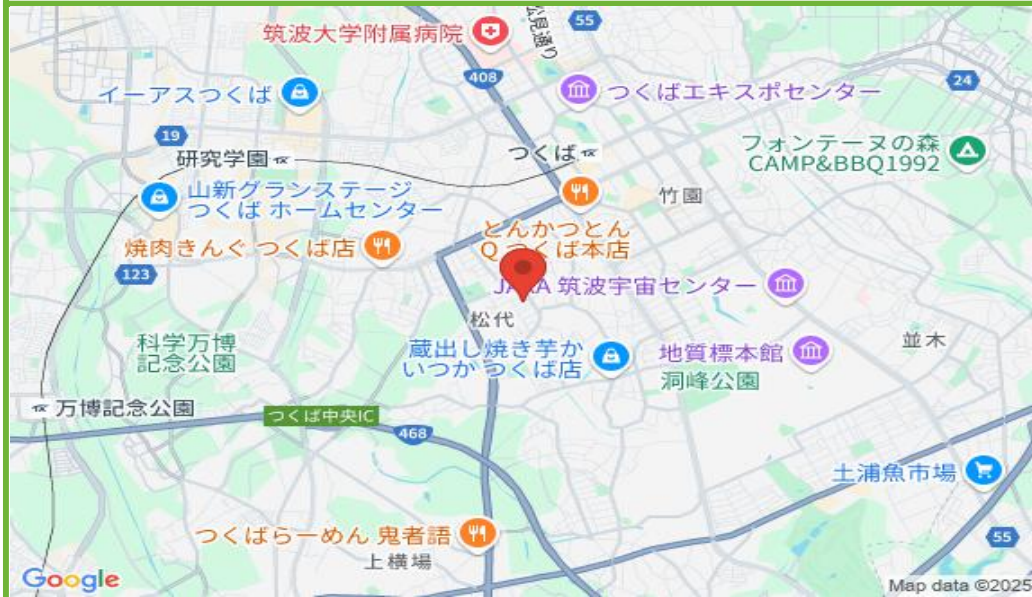 筑波大学附属病院
松見通り
55
イーアスつくば
408
つくばエキスポセンター
24
19
研究学園
つくば
フォンテーヌの森
CAMP&BBQ1992
山新グランステージ
つくば ホームセンター
竹園
とんかつとん
Q つくば本店
焼肉きんぐ つくば店
123
JAXA 筑波宇宙センター
松代
科学万博
記念公園
蔵出し焼き芋か
いつか つくば店
地質標本館
並木
洞峰公園
万博記念公園
つくば中央IC
468
土浦魚市場
つくばらーめん 鬼者語
55
上横場
Google
Map data ©2025